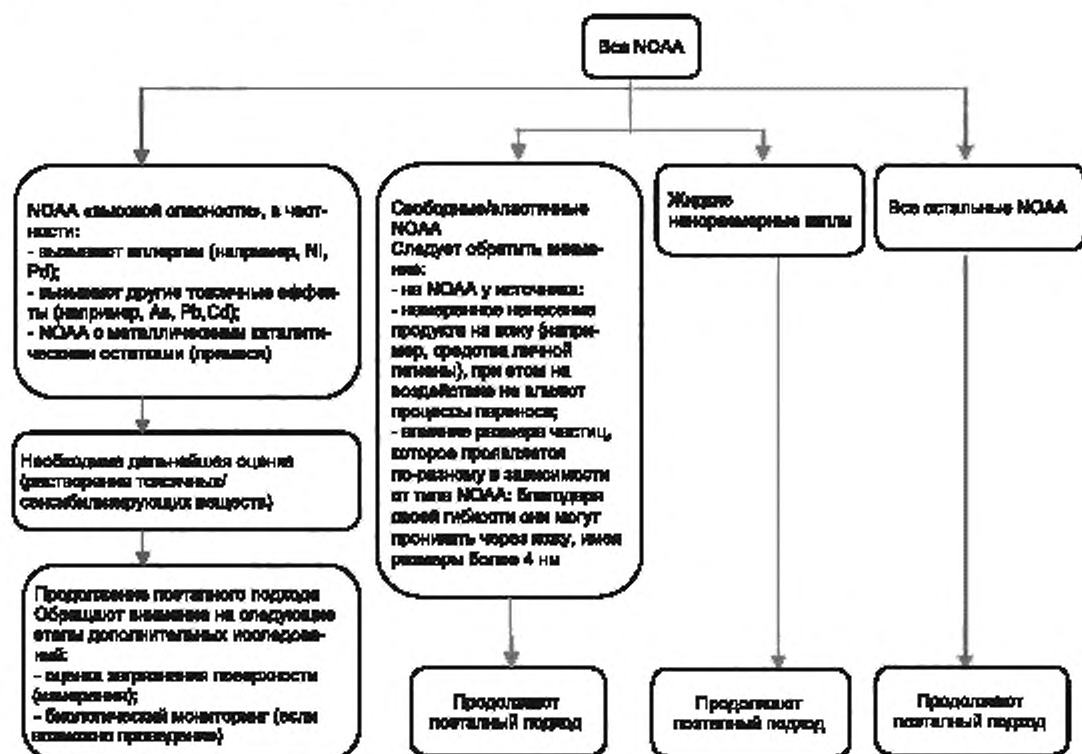 Все NOAA
NOAA «высокой опасности», в част-
ности:
- вызывают аллергии (например, Ni,
Pd);
- вызывают другие токсичные эффек-
ты (например, As, Pb,Cd);
- NOAA с металлическими каталити-
ческими остатками (примеси)
Необходима дальнейшая оценка
(растворение токсичных/
сенсибилизирующих веществ)
Продолжение поэтапного подхода
Обращают внимание на следующие
этапы дополнительных исследова-
ний:
- оценка загрязнения поверхности
(измерения);
- биологический мониторинг (если
возможно проведение)
Свободные/эластичные
NOAA
Следует обратить внима-
ние:
- на NOAA у источника:
- намеренное нанесение
продукта на кожу (напри-
мер, средства личной
гигиены), при этом на
воздействие не влияют
процессы переноса;
- влияние размера частиц,
которое проявляется
по-разному в зависимости
от типа NOAA: благодаря
своей гибкости они могут
проникать через кожу, имея
размеры более 4 нм
Продолжают
поэтапный подход
Жидкие
наноразмерные капли
Продолжают
поэтапный подход
Все остальные NOAA
Продолжают
поэтапный подход